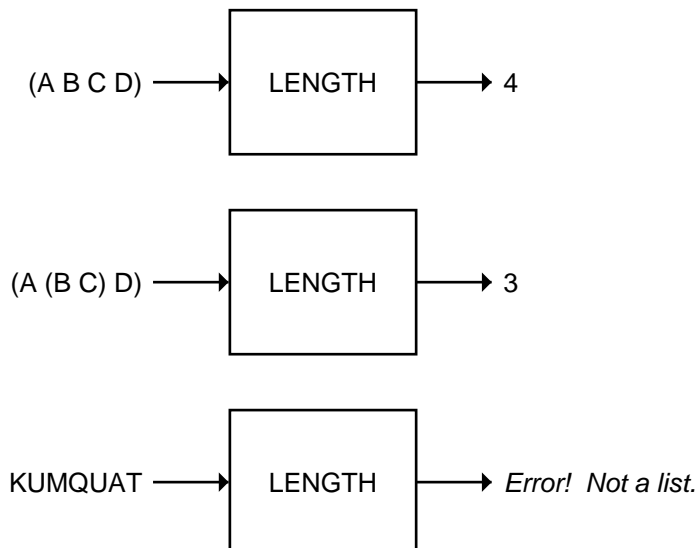 (A B C D) LENGTH 4
(A (B C) D) LENGTH 3
KUMQUAT LENGTH Error! Not a list.